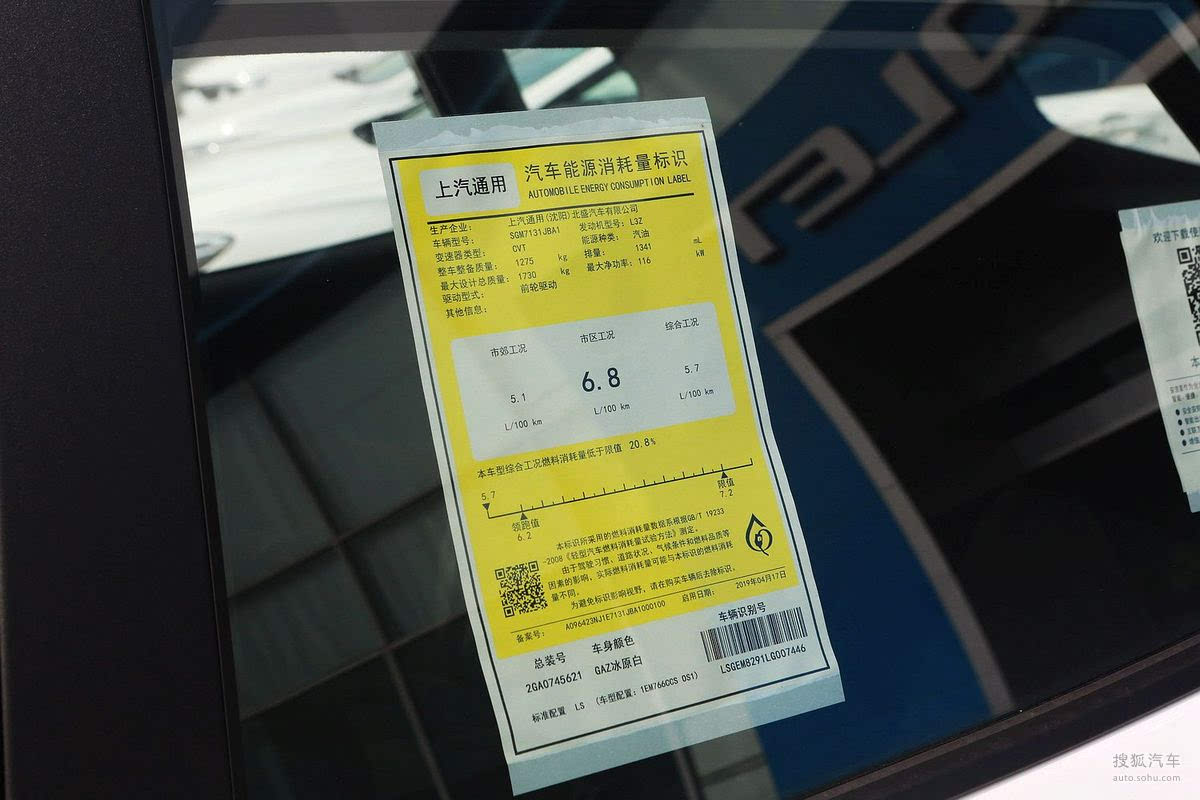 上汽通用
汽车能源消耗量标识
AUTOMOBILE ENERGY CONSUMPTION LABEL
生产企业: 上汽通用(沈阳)北盛汽车有限公司
车辆型号: SGM7131JBA1 发动机型号: L3Z
变速器类型: CVT 能源种类: 汽油
整车整备质量: 1275 kg 排量: 1341 mL
最大设计总质量: 1730 kg 最大净功率: 116 kW
驱动型式: 前轮驱动
其他信息:
市郊工况 市区工况 综合工况
5.1 6.8 5.7
L/100 km L/100 km L/100 km
本车型综合工况燃料消耗量低于限值 20.8%
5.7
领跑值 限值
6.2 7.2
本标识所采用的燃料消耗量数据系根据GB/T 19233
-2008《轻型汽车燃料消耗量试验方法》测定。
由于驾驶习惯、道路状况、气候条件和燃料品质等
因素的影响，实际燃料消耗量可能与本标识的燃料消耗
量不同。
为避免标识影响视野，请在购买车辆后去除标识。
备案号: A096423NJ1E7131JBA1000100 启用日期: 2019年04月17日
总装号 车身颜色 车辆识别号
2GA0745621 GAZ冰原白 LSGEM8291LG007446
标准配置 LS (车型配置: 1EM766CCS 0S1)
欢迎下载使
搜狐汽车
auto.sohu.com